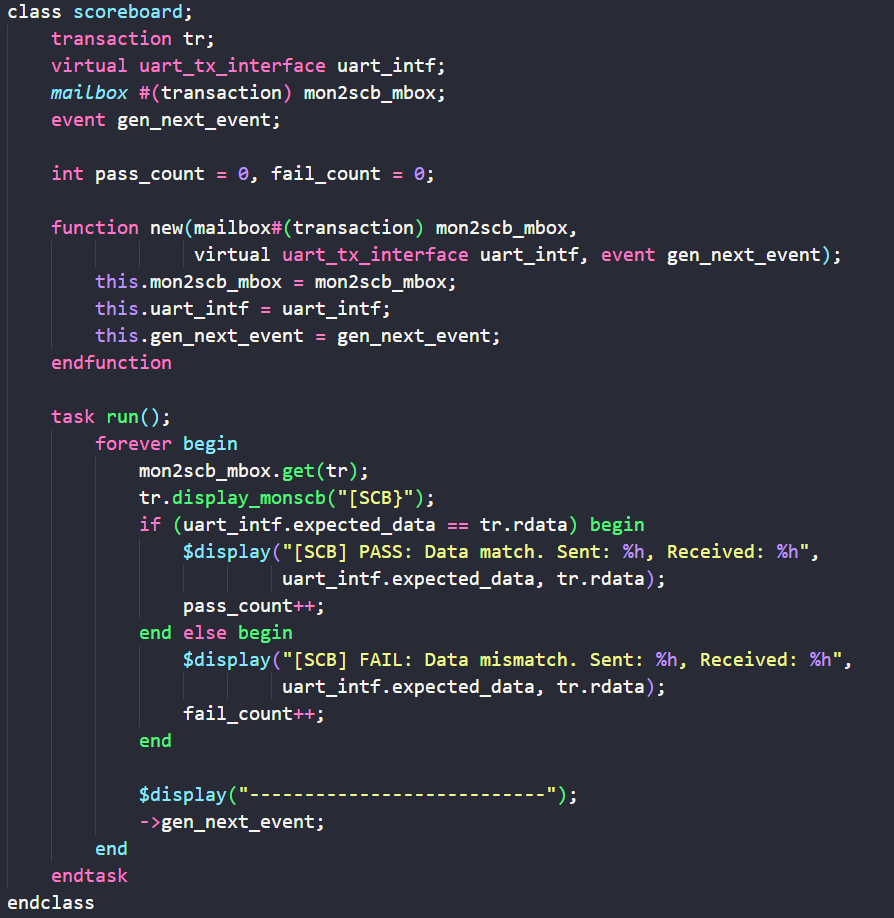 class scoreboard;
    transaction tr;
    virtual uart_tx_interface uart_intf;
    mailbox #(transaction) mon2scb_mbox;
    event gen_next_event;

    int pass_count = 0, fail_count = 0;

    function new(mailbox#(transaction) mon2scb_mbox,
                 virtual uart_tx_interface uart_intf, event gen_next_event);
        this.mon2scb_mbox = mon2scb_mbox;
        this.uart_intf = uart_intf;
        this.gen_next_event = gen_next_event;
    endfunction

    task run();
        forever begin
            mon2scb_mbox.get(tr);
            tr.display_monscb("[SCB}");
            if (uart_intf.expected_data == tr.rdata) begin
                $display("[SCB] PASS: Data match. Sent: %h, Received: %h",
                         uart_intf.expected_data, tr.rdata);
                pass_count++;
            end else begin
                $display("[SCB] FAIL: Data mismatch. Sent: %h, Received: %h",
                         uart_intf.expected_data, tr.rdata);
                fail_count++;
            end

            $display("---------------------------");
            ->gen_next_event;
        end
    endtask
endclass